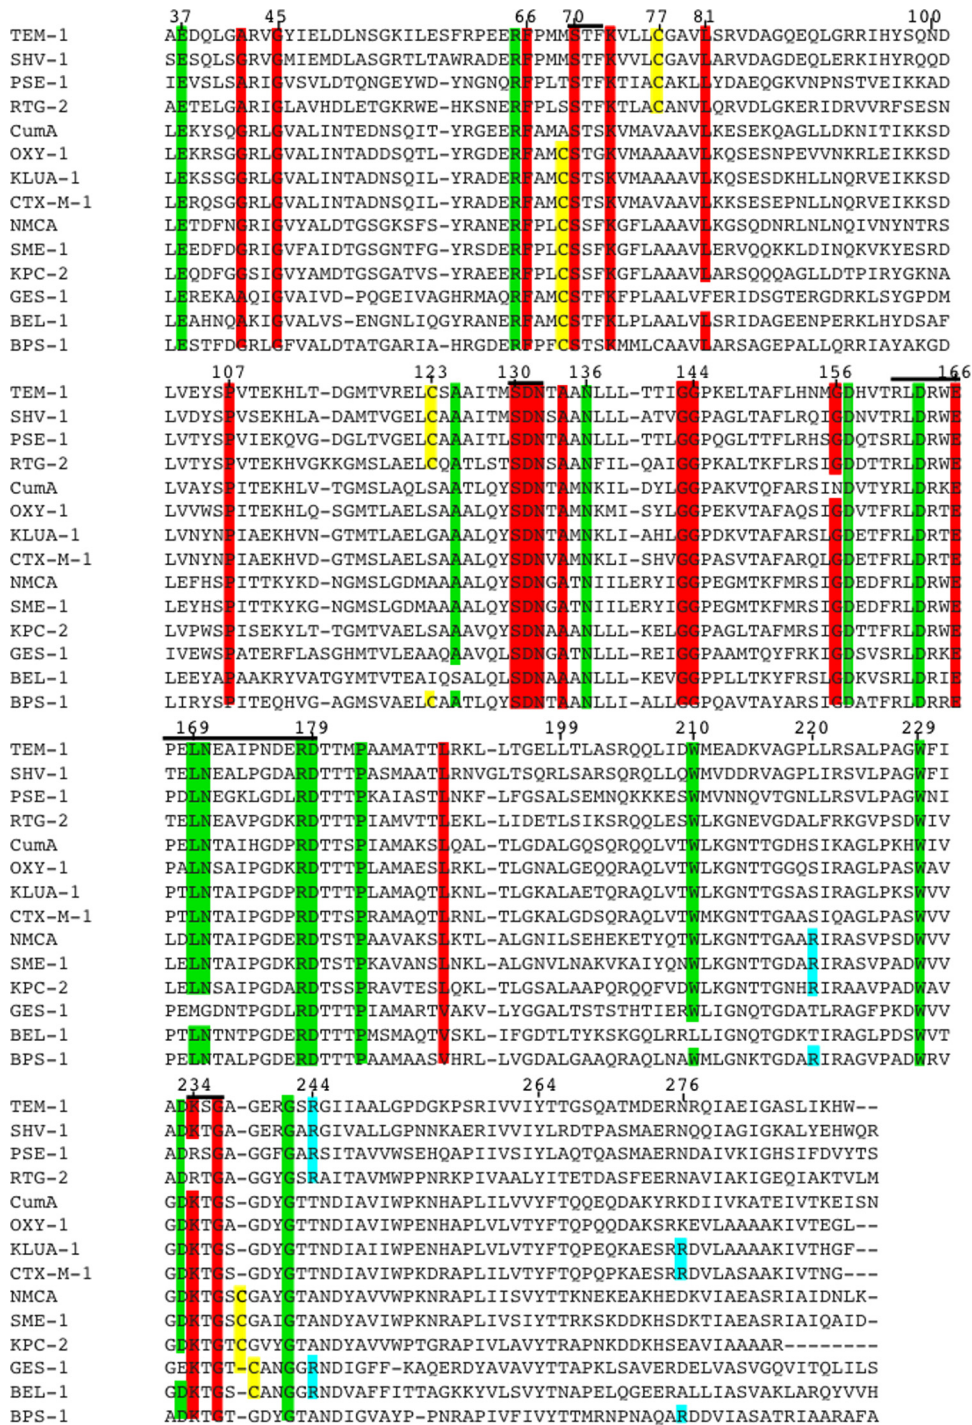 37 45 66 70 77 81 100
TEM-1 AEDQLGARVGYIELDLNSGKILESFRPEERFPMMSTFKVLLCGAVLSRVDAGQEQLGRRIHYSQND
SHV-1 SESQLSGRVGMIEMDLASGRTLTAWRADERFPMMSTFKVVLCGAVLARVDAGDEQLERKIHYRQQD
PSE-1 IEVSLSARIGVSVLDTQNGEYWD-YNGNQRFPLTSTFKTIACAKLLYDAEQGKVNPNSTVEIKKAD
RTG-2 AETELGARIGLAVHDLETGKRWE-HKSNERFPLSSTFKTLACANVLQRVDLGKERIDRVVRFSESN
CumA LEKYSQGRLGVALINTEDNSQIT-YRGEERFAMASTSKVMAVAAVLKESEKQAGLLDKNITIKKSD
OXY-1 LEKRSGGRLGVALINTADDSQTL-YRGDERFAMCSTGKVMAAAAVLKQSESNPEVVNKRLEIKKSD
KLUA-1 LEKSSGGRLGVALINTADNSQIL-YRADERFAMCSTSKVMAAAAVLKQSESDKHLLNQRVEIKKSD
CTX-M-1 LERQSGGRLGVALINTADNSQIL-YRADERFAMCSTSKVMAVAAVLKKSESEPNLLNQRVEIKKSD
NMCA LETDFNGRIGVYALDTGSGKSFS-YRANERFPLCSSFKGFLAAAVLKGSQDNRLNLNQIVNYNTRS
SME-1 LEEDFDGRIGVFAIDTGSGNTFG-YRSDERFPLCSSFKGFLAAAVLERVQQKKLDINQKVKYESRD
KPC-2 LEQDFGGSIGVYAMDTGSGATVS-YRAEERFPLCSSFKGFLAAAVLARSQQQAGLLDTPIRYGKNA
GES-1 LEREKAAQIGVAIVD-PQGEIVAGHRMAQRFAMCSTFKFPLAALVFERIDSGTERGDRKLSYGPDM
BEL-1 LEAHNQAKIGVALVS-ENGNLIQGYRANERFAMCSTFKLPLAALVLSRIDAGEENPERKLHYDSAF
BPS-1 LESTFDGRLGFVALDTATGARIA-HRGDERFPFCSTSKMMLCAAVLARSAGEPALLQRRIAYAKGD
107 123 130 136 144 156 166
TEM-1 LVEYSPVTEKHLT-DGMTVRELCSAAITMSDNTAANLLL-TTIGGPKELTAFLHNMGDHVTRLDRWE
SHV-1 LVDYSPVSEKHLA-DAMTVGELCAAAITMSDNTAANLLL-ATVGGPAGLTAFLRQIGDNVTRLDRWE
PSE-1 LVTYSPVIEKQVG-DGLTVGELCAAAITLSDNTAANLLL-TTLGGPQGLTTFLRHSGDQTSRLDRWE
RTG-2 LVTYSPVTEKHVGKKGMSLAELCQATLSTSDNSAANFIL-QAIGGPKALTKFLRSIGDDTTRLDRWE
CumA LVAYSPITEKHLV-TGMSLAQLSAATLQYSDNTAMNKIL-DYLGGPAKVTQFARSINDVTYRLDRKE
OXY-1 LVVWSPITEKHLQ-SGMTLAELSAAALQYSDNTAMNKMI-SYLGGPEKVTAFAQSIGDVTFRLDRTE
KLUA-1 LVNYNPIAEKHVN-GTMTLAELGAAALQYSDNTAMNKLI-AHLGGPDKVTAFARSLGDETFRLDRTE
CTX-M-1 LVNYNPIAEKHVD-GTMSLAELSAAALQYSDNVAMNKLI-SHVGGPASVTAFARQLGDETFRLDRTE
NMCA LEFHSPITTKYKD-NGMSLGDMAAAALQYSDNGATNIILERYIGGPEGMTKFMRSIGDEDFRLDRWE
SME-1 LEYHSPITTKYKG-NGMSLGDMAAAALQYSDNGATNIILERYIGGPEGMTKFMRSIGDEDFRLDRWE
KPC-2 LVPWSPISEKYLT-TGMTVAELSAAAVQYSDNAAANLLL-KELGGPAGLTAFMRSIGDTTFRLDRWE
GES-1 IVEWSPATERFLASGHMTVLEAAQAAVQLSDNGATNLLL-REIGGPAAMTQYFRKIGDSVSRLDRKE
BEL-1 LEEYAPAAKRYVATGYMTVTEAIQSALQLSDNAAANLLL-KEVGGPPLLTKYFRSLGDKVSRLDRIE
BPS-1 LIRYSPITEQHVG-AGMSVAELCAATLQYSDNTAANLLI-ALLGGPQAVTAYARSIGDATFRLDRRE
169 179 199 210 220 229
TEM-1 PELNEAIPNDERDTTMPAAMATTLRKL-LTGELLTLASRQQLIDWMEADKVAGPLLRSALPAGWFI
SHV-1 TELNEALPGDARDTTTPASMAATLRNVGLTSQRLSARSQRQLLQWMVDDRVAGPLIRSVLPAGWFI
PSE-1 PDLNEGKLGDLRDTTTPKAIASTLNKF-LFGSALSEMNQKKKESWMVNNQVTGNLLRSVLPAGWNI
RTG-2 TELNEAVPGDKRDTTTPIAMVTTLEKL-LIDETLSIKSRQQLESWLKGNEVGDALFRKGVPSDWIV
CumA PELNTAIHGDPRDTTSPIAMAKSLQAL-TLGDALGQSQRQQLVTWLKGNTTGDHSIKAGLPKHWIV
OXY-1 PALNSAIPGDKRDTTTPLAMAESLRKL-TLGNALGEQQRAQLVTWLKGNTTGGQSIRAGLPASWAV
KLUA-1 PTLNTAIPGDPRDTTTPLAMAQTLKNL-TLGKALAETQRAQLVTWLKGNTTGSASIRAGLPKSWVV
CTX-M-1 PTLNTAIPGDPRDTTSPRAMAQTLRNL-TLGKALGDSQRAQLVTWMKGNTTGAASIQAGLPASWVV
NMCA LDLNTAIPGDERDTSTPAAVAKSLKTL-ALGNILSEHEKETYQTWLKGNTTGAARIRASVPSDWVV
SME-1 LELNTAIPGDKRDTSTPKAVANSLNKL-ALGNVLNAKVKAIYQNWLKGNTTGDARIRASVPADWVV
KPC-2 LELNSAIPGDARDTSSPRAVTESLQKL-TLGSALAAPQRQQFVDWLKGNTTGNHRIRAAVPADWAV
GES-1 PEMGDNTPGDLRDTTTPIAMARTVAKV-LYGGALTSTSTHTIERWLIGNQTGDATLRAGFPKDWVV
BEL-1 PTLNTNTPGDERDTTTPMSMAQTVSKL-IFGDTLTYKSKGQLRRLLIGNQTGDKTIRAGLPDSWVT
BPS-1 PELNTALPGDERDTTTPAAMAASVHRL-LVGDALGAAQRAQLNAWMLGNKTGDARIRAGVPADWRV
234 244 264 276
TEM-1 ADKSGA-GERGSRGIIAALGPDGKPSRIVVIYTTGSQATMDERNRQIAEIGASLIKHW--
SHV-1 ADKTGA-GERGARGIVALLGPNNKAERIVVIYLRDTPASMAERNQQIAGIGKALYEHWQR
PSE-1 ADRSGA-GGFGARSITAVVWSEHQAPIIVSIYLAQTQASMAERNDAIVKIGHSIFDVYTS
RTG-2 ADRTGA-GGYGSRAITAVMWPPNRKPIVAALYITETDASFEERNAVIAKIGEQIAKTVLM
CumA GDKTGS-GDYGTTNDIAVIWPKNHAPLILVVYFTQQEQDAKYRKDIIVKATEIVTKEISN
OXY-1 GDKTGA-GDYGTTNDIAVIWPENHAPLVLVTYFTQPQQDAKSRKEVLAAAAKIVTEGL--
KLUA-1 GDKTGS-GDYGTTNDIAIIWPENHAPLVLVTYFTQPEQKAESRRDVLAAAAKIVTHGF--
CTX-M-1 GDKTGS-GDYGTTNDIAVIWPKDRAPLILVTYFTQPQPKAESRRDVLASAAKIVTNG---
NMCA GDKTGSCGAYGTANDYAVVWPKNRAPLIISVYTTKNEKEAKHEDKVIAEASRIAIDNLK-
SME-1 GDKTGSCGAYGTANDYAVIWPKNRAPLIVSIYTTRKSKDDKHSDKTIAEASRIAIQAID-
KPC-2 GDKTGTCGVYGTANDYAVVWPTGRAPIVLAVYTRAPNKDDKHSEAVIAAAAR--------
GES-1 GEKTGT-CANGGRNDIGFF-KAQERDYAVAVYTTAPKLSAVERDELVASVGQVITQLILS
BEL-1 GDKTGS-CANGGRNDVAFFITTAGKKYVLSVYTNAPELQGEERALLIASVAKLARQYVVH
BPS-1 ADKTGT-GDYGTANDIGVAYP-PNRAPIVFIVYTTMRNPNAQARDDVIASATRIAARAFA